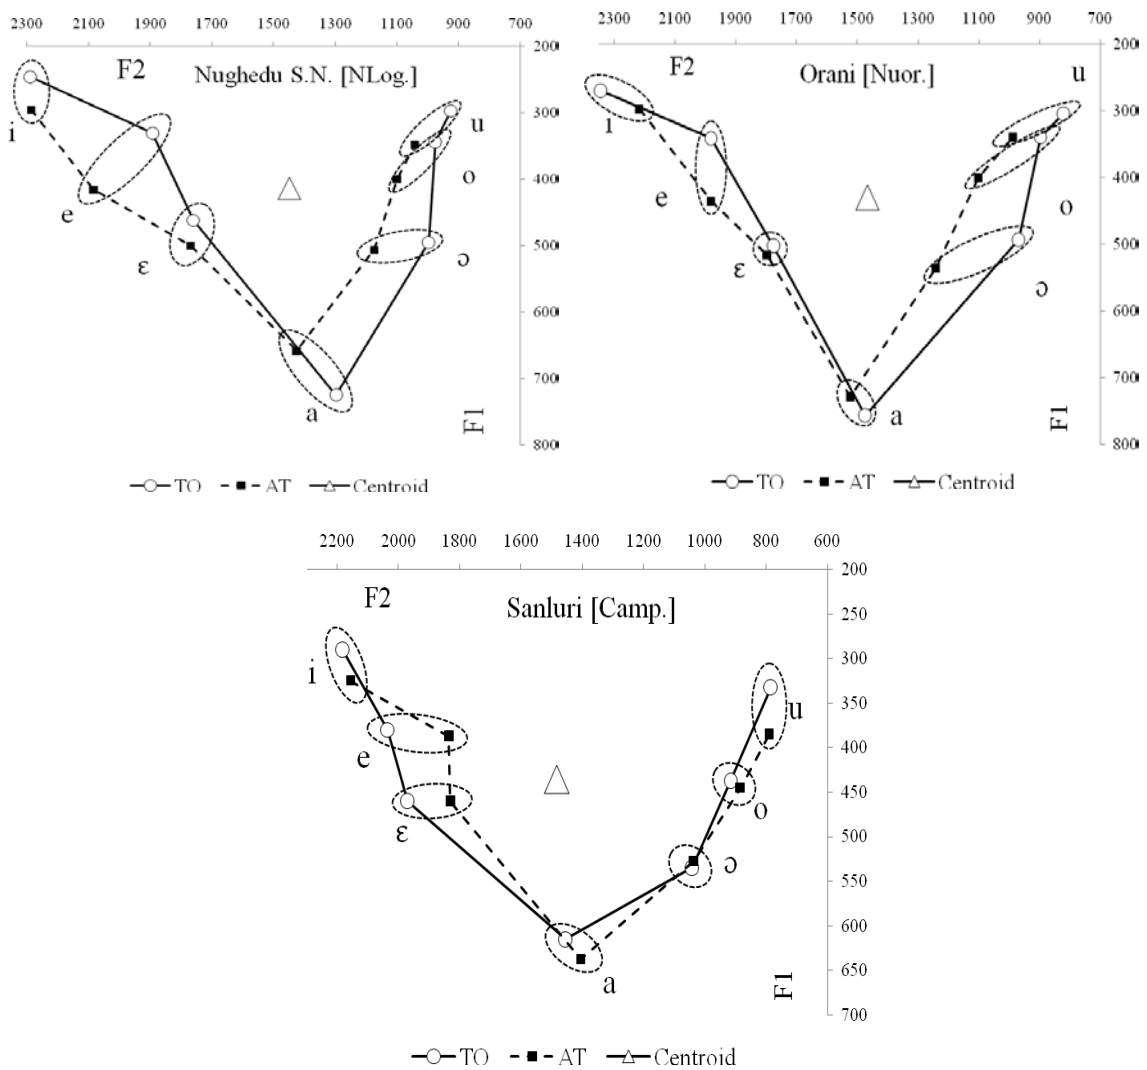 2300 2100 1900 1700 1500 1300 1100 900 700
200
F2
Nughedu S.N. [NLog.]
300
i
u
400
o
e
500
ɛ
ɔ
600
700
a
F1
800
TO AT Centroid
2300 2100 1900 1700 1500 1300 1100 900 700
200
F2
Orani [Nuor.]
u
300
i
400
e
o
500
ɛ
ɔ
600
700
a
F1
800
TO AT Centroid
2200 2000 1800 1600 1400 1200 1000 800 600
200
F2
Sanluri [Camp.]
250
300
i
350
u
e
400
450
o
ɛ
500
ɔ
550
600
a
650
F1
700
TO AT Centroid